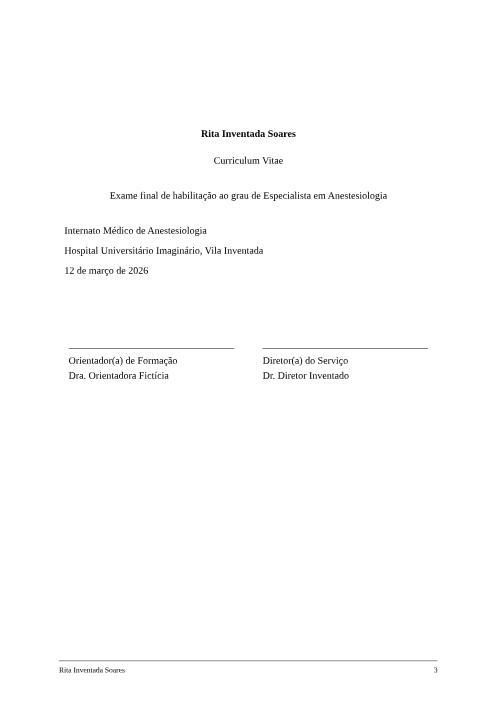 Rita Inventada Soares
Curriculum Vitae
Exame final de habilitação ao grau de Especialista em Anestesiologia
Internato Médico de Anestesiologia
Hospital Universitário Imaginário, Vila Inventada
12 de março de 2026
Orientador(a) de Formação
Dra. Orientadora Fictícia
Diretor(a) do Serviço
Dr. Diretor Inventado
Rita Inventada Soares
3